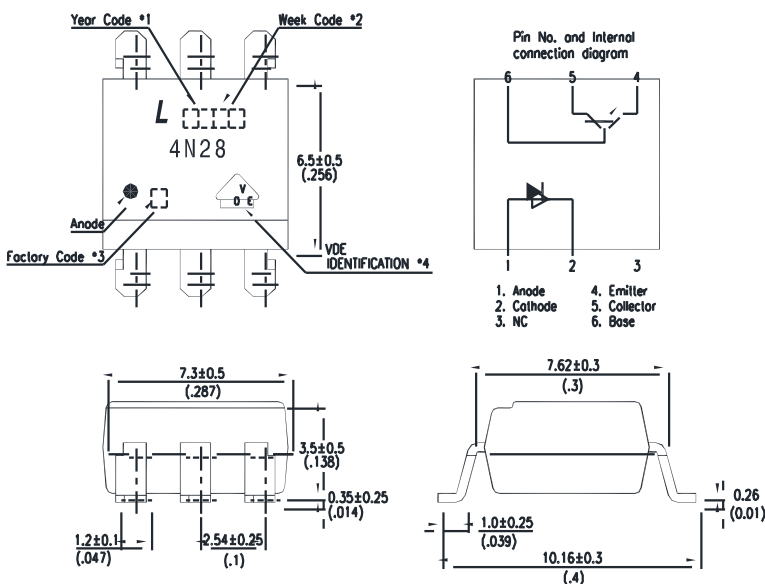 Year Code *1
Week Code *2
L
4N28
6.5±0.5
(.256)
V
D E
Anode
Factory Code *3
VDE
IDENTIFICATION *4
Pin No. and Internal
connection diagram
6 5 4
1 2 3
1. Anode
2. Cathode
3. NC
4. Emitter
5. Collector
6. Base
7.3±0.5
(.287)
3.5±0.5
(.138)
0.35±0.25
(.014)
1.2±0.1
(.047)
2.54±0.25
(.1)
7.62±0.3
(.3)
0.26
(0.01)
1.0±0.25
(.039)
10.16±0.3
(.4)